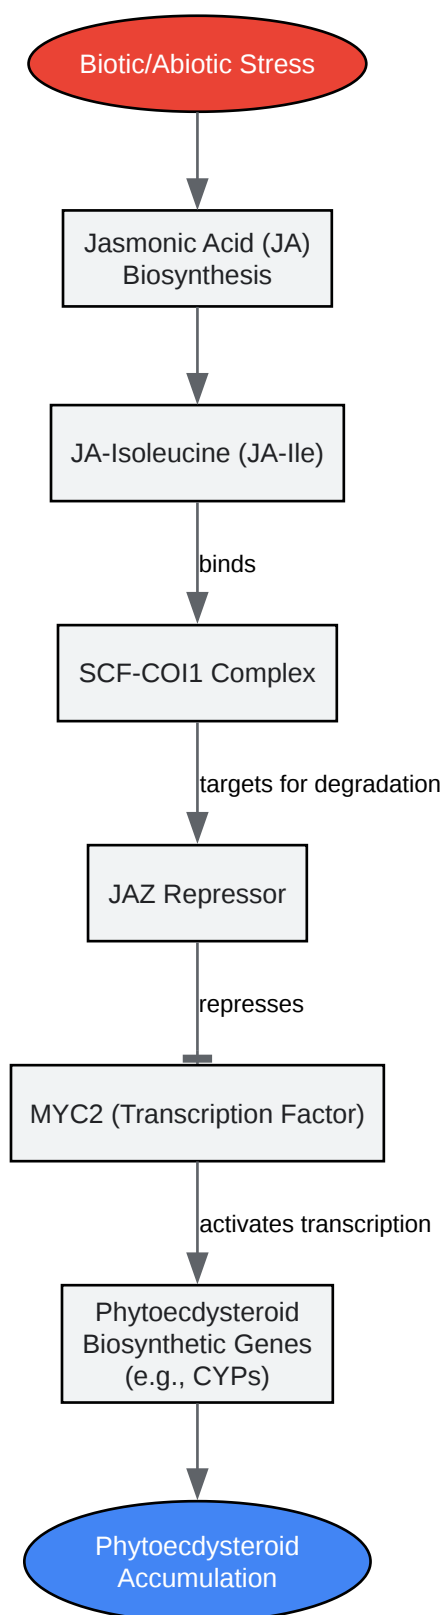 Biotic/Abiotic Stress
Jasmonic Acid (JA)
Biosynthesis
JA-Isoleucine (JA-Ile)
binds
SCF-COI1 Complex
targets for degradation
JAZ Repressor
represses
MYC2 (Transcription Factor)
activates transcription
Phytoecdysteroid
Biosynthetic Genes
(e.g., CYPs)
Phytoecdysteroid
Accumulation